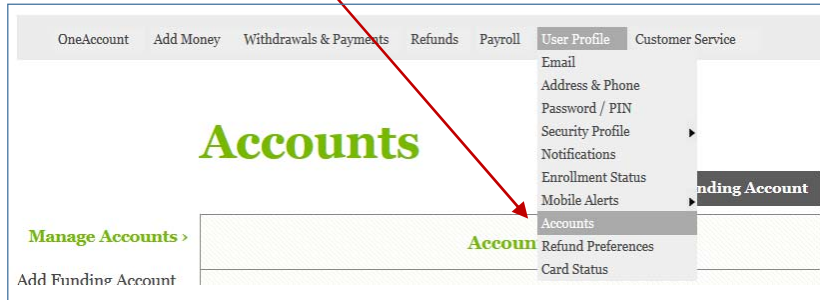 OneAccount Add Money Withdrawals & Payments Refunds Payroll User Profile Customer Service
Email
Address & Phone
Password / PIN
Security Profile
Notifications
Enrollment Status
Mobile Alerts
Accounts
Refund Preferences
Card Status
Accounts
nding Account
Manage Accounts ›
Accoun
Add Funding Account